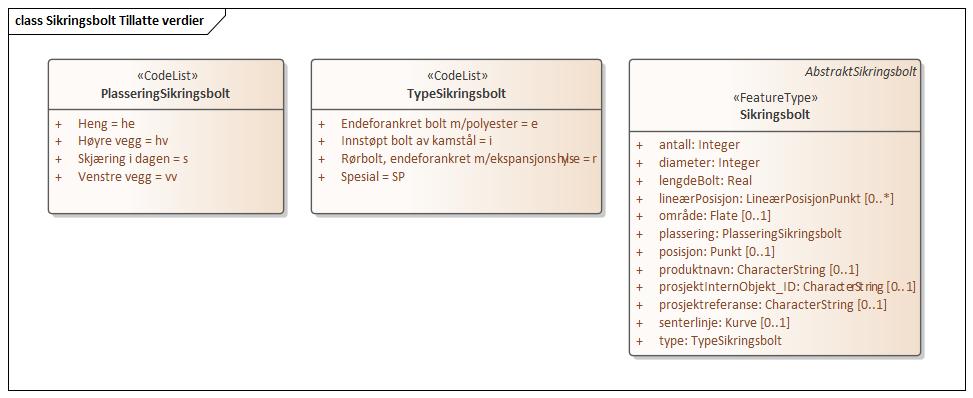 class Sikringsbolt Tillatte verdier
«CodeList»
PlasseringSikringsbolt
+ Heng = he
+ Høyre vegg = hv
+ Skjæring i dagen = s
+ Venstre vegg = vv
«CodeList»
TypeSikringsbolt
+ Endeforankret bolt m/polyester = e
+ Innstøpt bolt av kamstål = i
+ Rørbolt, endeforankret m/ekspansjonshylse = r
+ Spesial = SP
AbstraktSikringsbolt
«FeatureType»
Sikringsbolt
+ antall: Integer
+ diameter: Integer
+ lengdeBolt: Real
+ lineærPosisjon: LineærPosisjonPunkt [0..*]
+ område: Flate [0..1]
+ plassering: PlasseringSikringsbolt
+ posisjon: Punkt [0..1]
+ produktnavn: CharacterString [0..1]
+ prosjektInternObjekt_ID: CharacterString [0..1]
+ prosjektreferanse: CharacterString [0..1]
+ senterlinje: Kurve [0..1]
+ type: TypeSikringsbolt